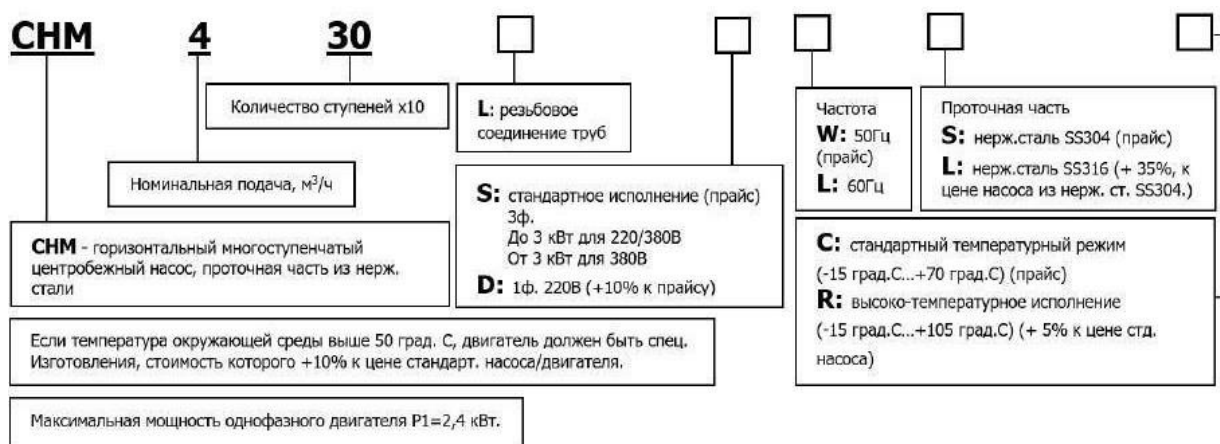 CHM 4 30
Количество ступеней x10
L: резьбовое
соединение труб
Частота
W: 50Гц
(прайс)
L: 60Гц
Проточная часть
S: нерж.сталь SS304 (прайс)
L: нерж.сталь SS316 (+ 35%, к
цене насоса из нерж. ст. SS304.)
Номинальная подача, м³/ч
S: стандартное исполнение (прайс)
3ф.
До 3 кВт для 220/380В
От 3 кВт для 380В
D: 1ф. 220В (+10% к прайсу)
CHM - горизонтальный многоступенчатый
центробежный насос, проточная часть из нерж.
стали
C: стандартный температурный режим
(-15 град.С...+70 град.С) (прайс)
R: высоко-температурное исполнение
(-15 град.С...+105 град.С) (+ 5% к цене стд.
насоса)
Если температура окружающей среды выше 50 град. С, двигатель должен быть спец.
Изготовления, стоимость которого +10% к цене стандарт. насоса/двигателя.
Максимальная мощность однофазного двигателя P1=2,4 кВт.